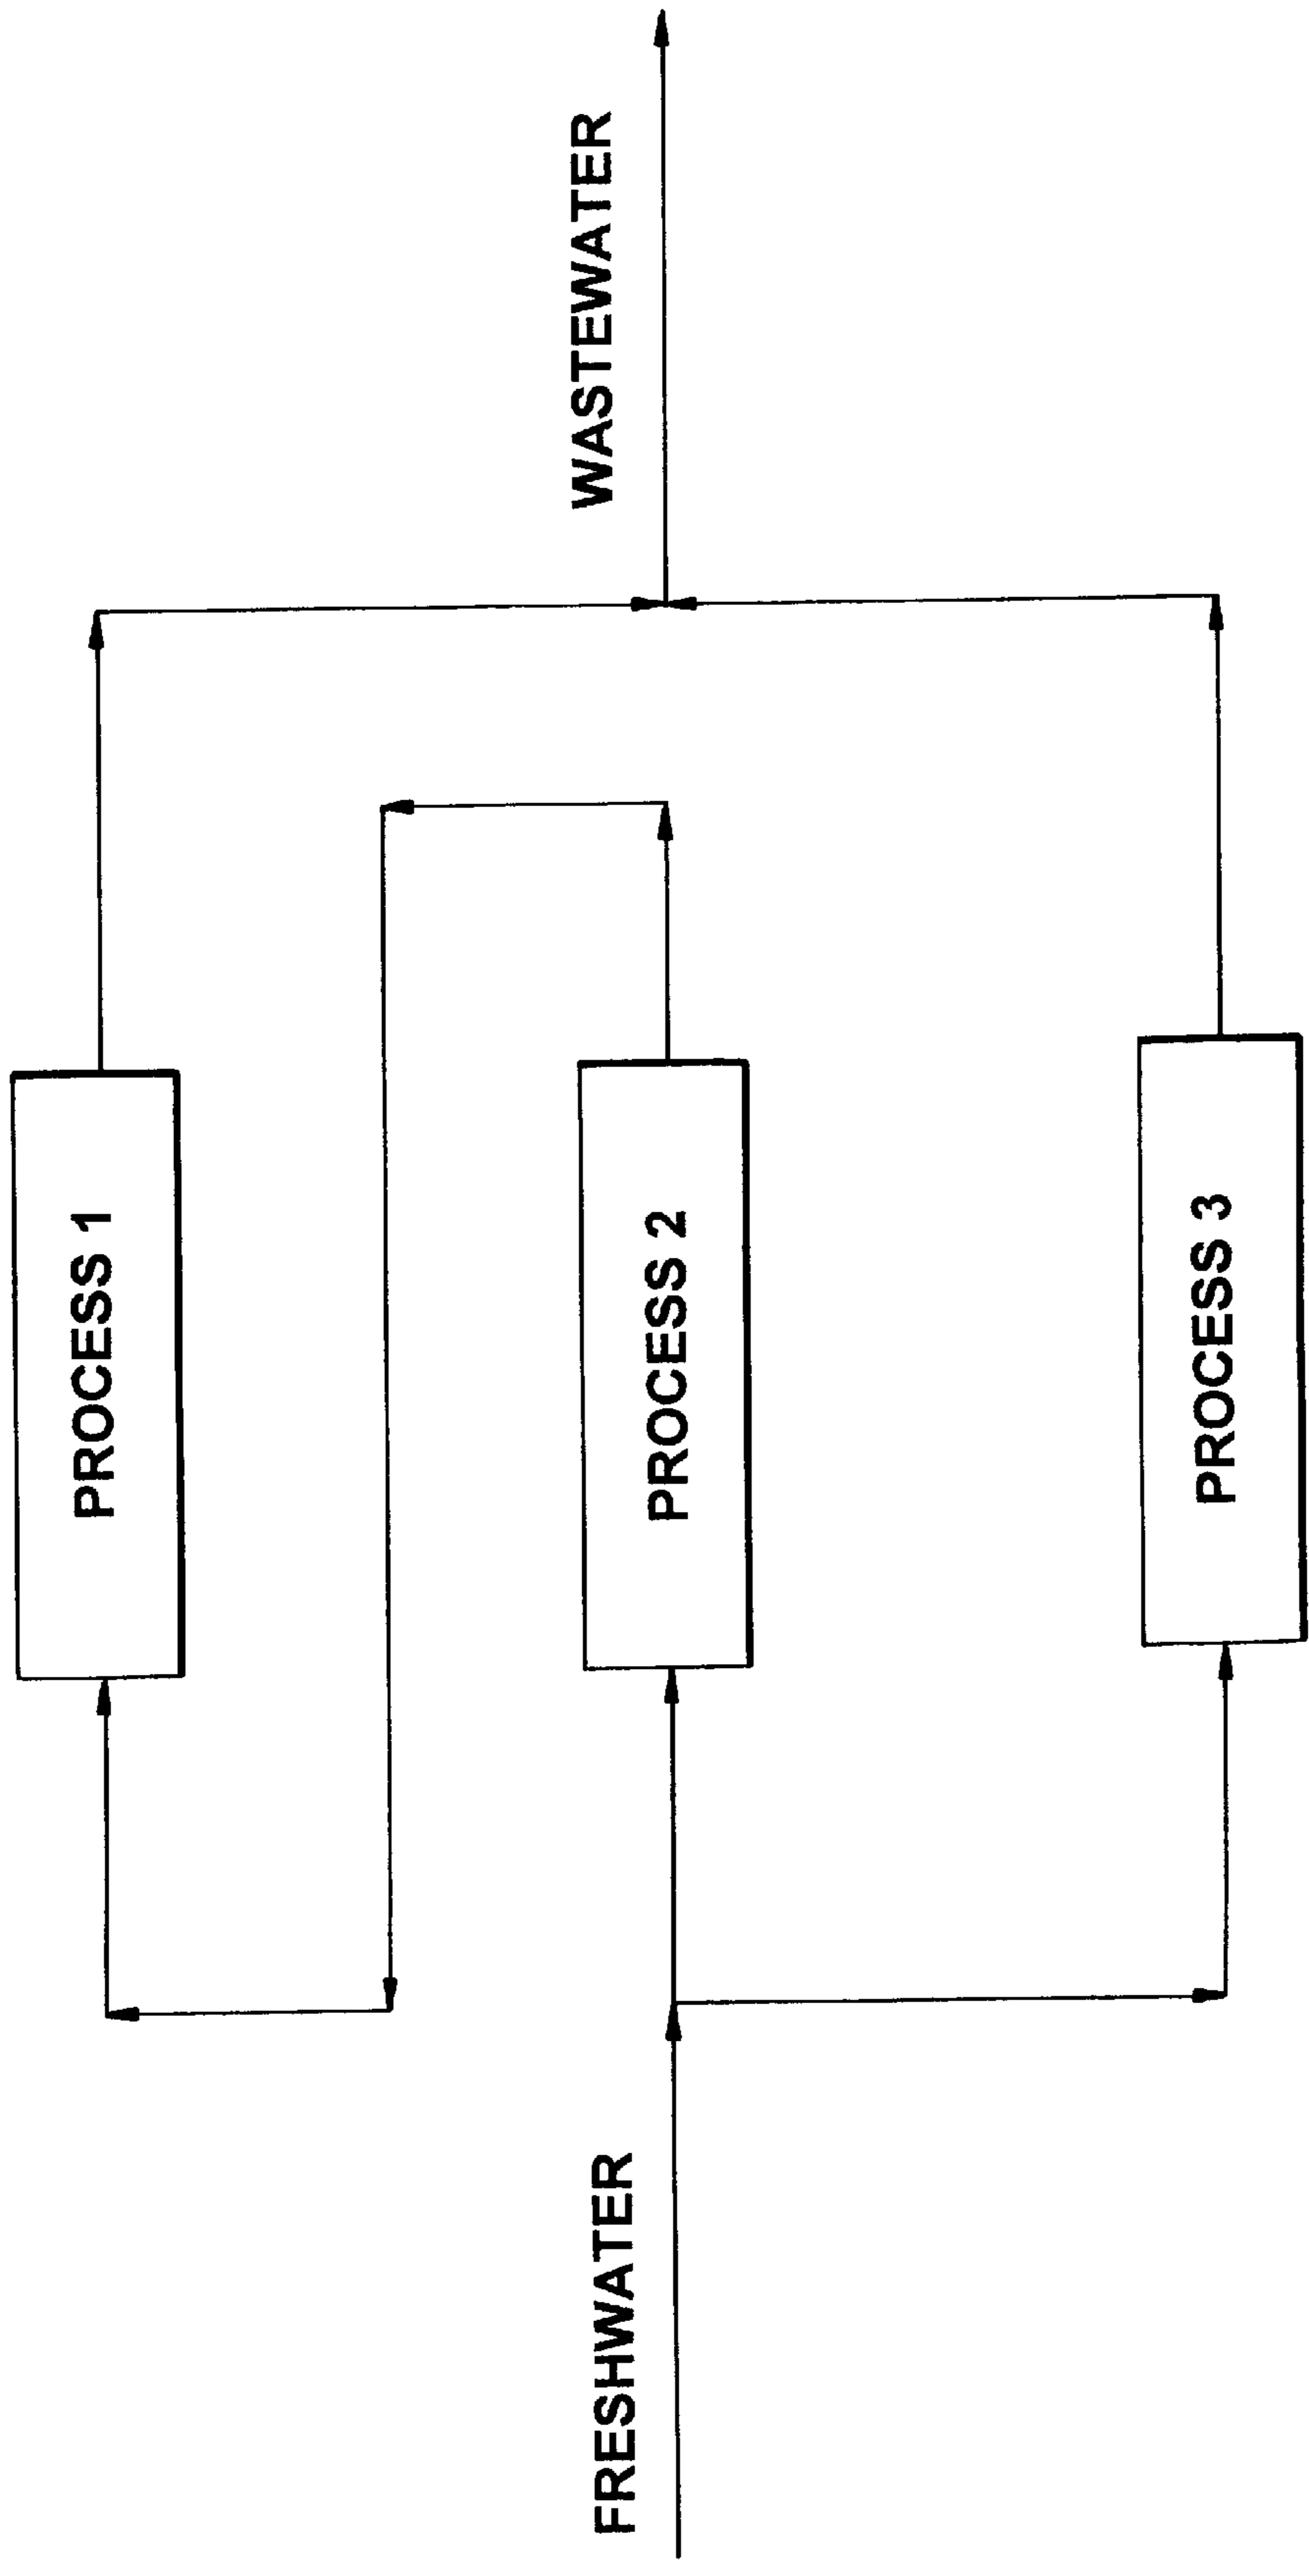 PROCESS 1
FRESHWATER
PROCESS 2
WASTEWATER
PROCESS 3